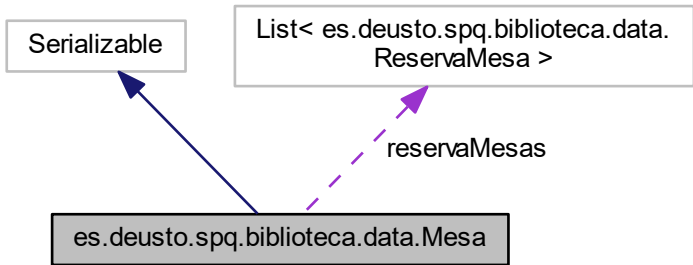 Serializable
List< es.deusto.spq.biblioteca.data.
ReservaMesa >
reservaMesas
es.deusto.spq.biblioteca.data.Mesa